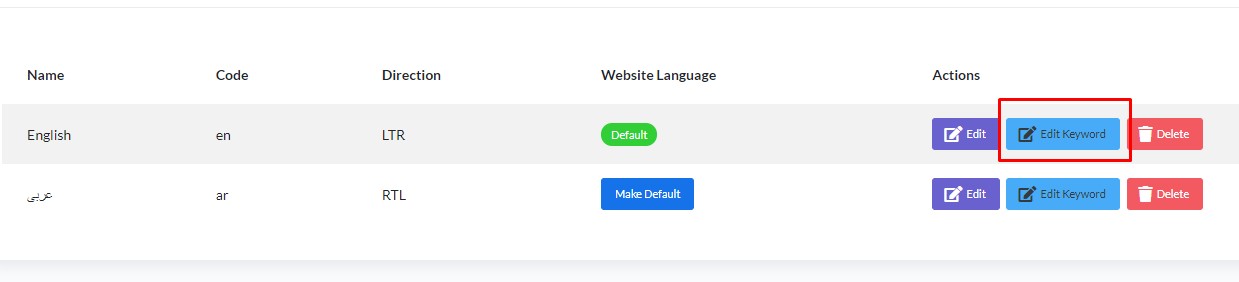 Name Code Direction Website Language Actions
English en LTR Default Edit Edit Keyword Delete
عربى ar RTL Make Default Edit Edit Keyword Delete